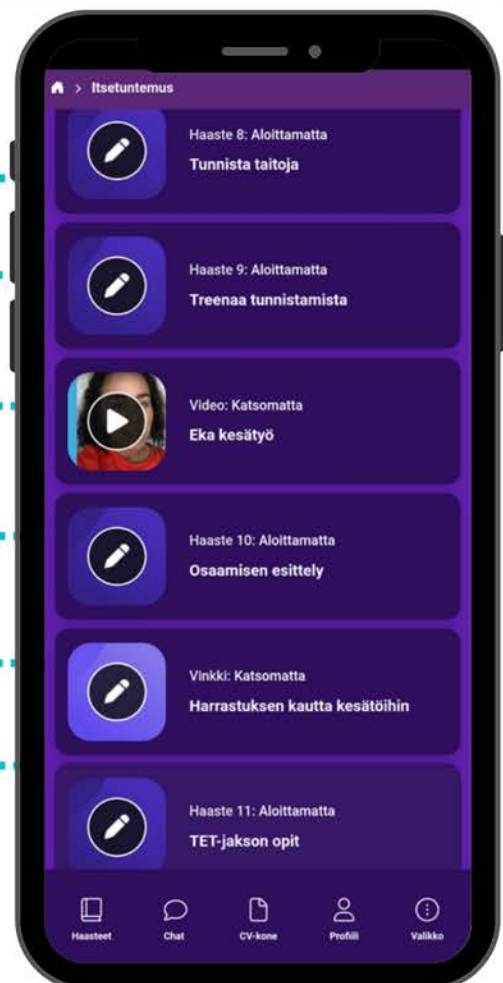 > Itsetuntemus
Haaste 8: Aloittamatta
Tunnista taitoja
Haaste 9: Aloittamatta
Treenaa tunnistamista
Video: Katsomatta
Eka kesätyö
Haaste 10: Aloittamatta
Osaamisen esittely
Vinkki: Katsomatta
Harrastuksen kautta kesätöihin
Haaste 11: Aloittamatta
TET-jakson opit
Haasteet Chat CV-kone Profiili Valikko